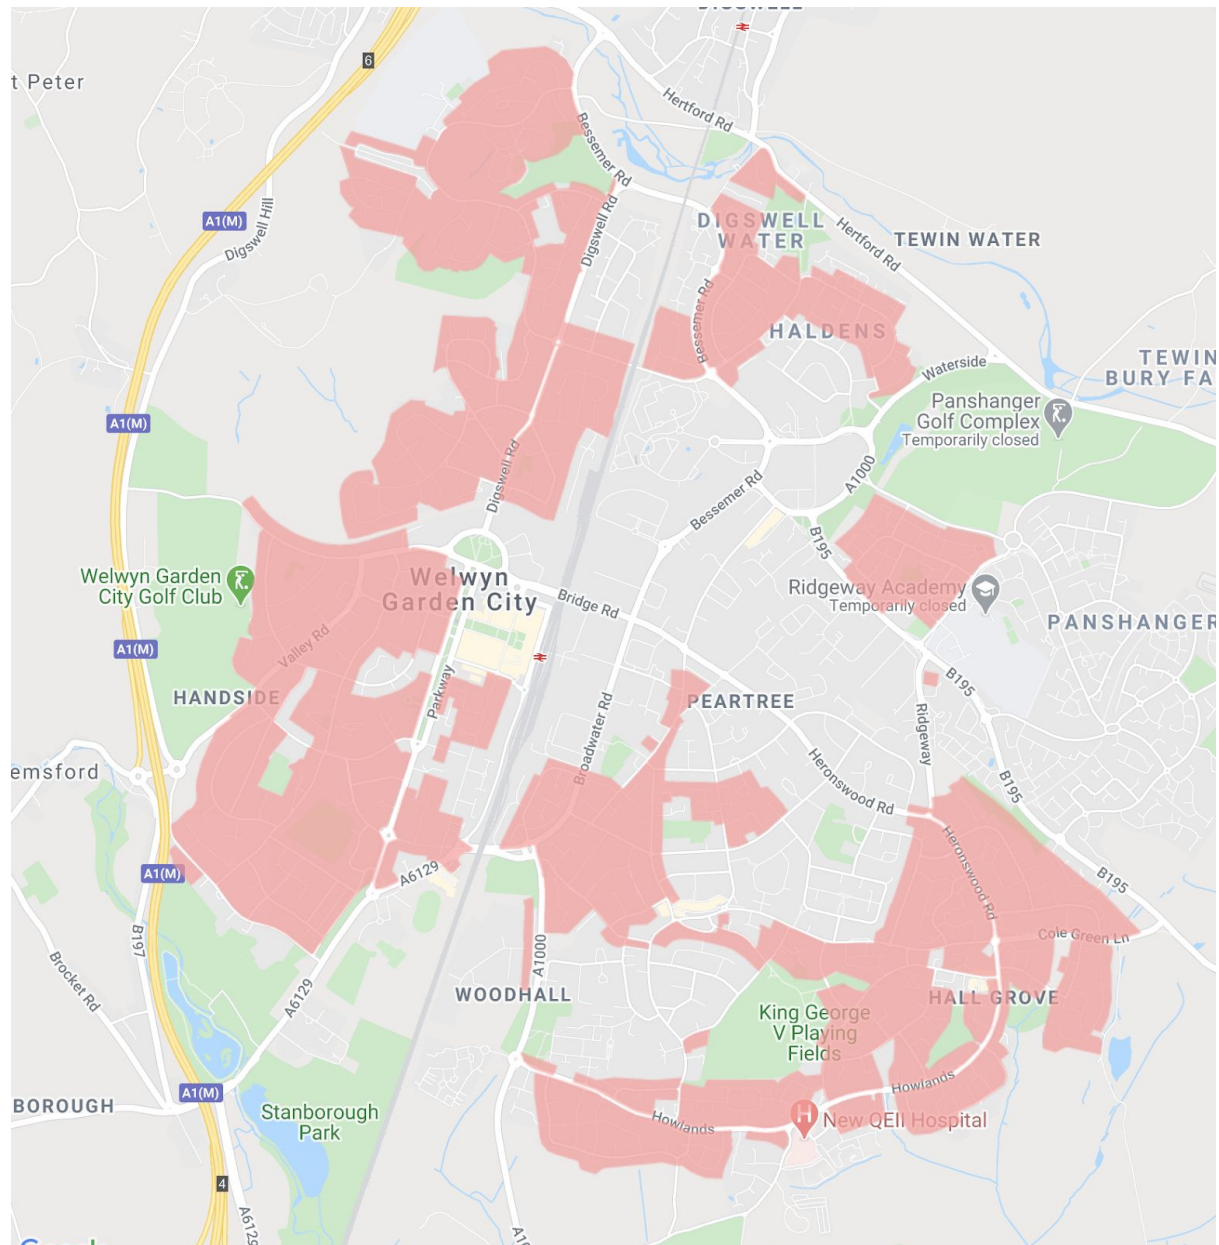 DIGSWELL
6
t Peter
Hertford Rd
Bessemer Rd
A1(M)
Digswell Hill
Digswell Rd
DIGSWELL
WATER
TEWIN WATER
Hertford Rd
Bessemer Rd
HALDENS
TEWIN
BURY FA
Waterside
Panshanger
Golf Complex
Temporarily closed
A1(M)
Digswell Rd
A1000
Bessemer Rd
B195
Welwyn Garden
City Golf Club
Welwyn
Garden City
Bridge Rd
Ridgeway Academy
Temporarily closed
PANSHANGER
A1(M)
Valley Rd
HANDSIDE
Parkway
Broadwater Rd
PEARTREE
B195
Ridgeway
emsford
Heronswood Rd
B195
A1(M)
A6129
Heronswood Rd
B195
B197
Cole Green Ln
Brocket Rd
A6129
A1000
WOODHALL
HALL GROVE
King George
V Playing
Fields
A1(M)
BOROUGH
Stanborough
Park
Howlands
Howlands
H
New QEII Hospital
4
A6129